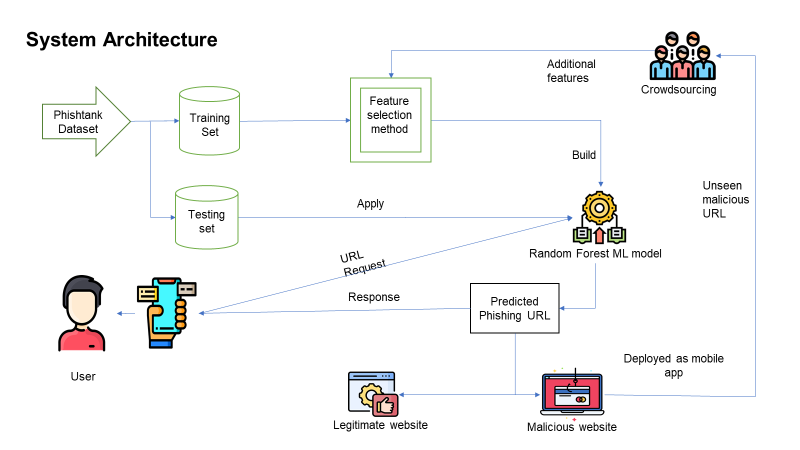 System Architecture
Additional
features
Crowdsourcing
Phishtank
Dataset
Training
Set
Feature
selection
method
Build
Unseen
malicious
URL
Testing
set
Apply
Random Forest ML model
URL
Request
Response
Predicted
Phishing URL
User
Deployed as mobile
app
Legitimate website
Malicious website